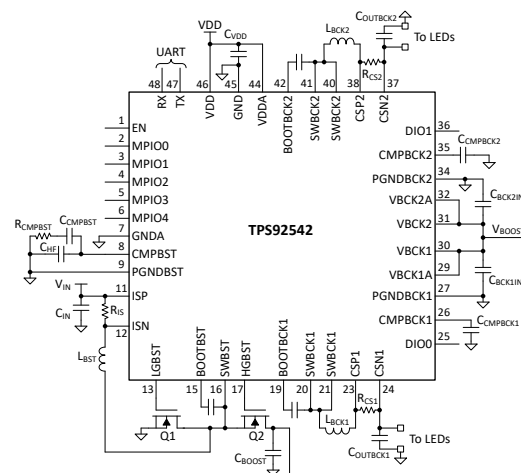 VDD
CVDD
LBCK2
COUTBCK2
To LEDs
UART
RCS2
48 47 46 45 44 42 41 40 38 37
RX
TX
VDD
GND
VDDA
BOOTBCK2
SWBCK2
SWBCK2
CSP2
CSN2
1 EN
2 MPIO0
3 MPIO1
4 MPIO2
5 MPIO3
6 MPIO4
7 GNDA
8 CMPBST
9 PGNDBST
11 ISP
12 ISN
RCMPBST
CCMPBST
CHF
VIN
CIN
RIS
LBST
TPS92542
DIO1 36
CMPBCK2 35
PGNDBCK2 34
VBCK2A 32
VBCK2 31
VBCK1 30
VBCK1A 29
PGNDBCK1 27
CMPBCK1 26
DIO0 25
CCMPBCK2
CBCK2IN
VBOOST
CBCK1IN
CCMPBCK1
LGBST
BOOTBST
SWBST
HGBST
BOOTBCK1
SWBCK1
SWBCK1
CSP1
CSN1
13 15 16 17 19 20 21 23 24
RCS1
LBCK1
Q1
Q2
To LEDs
CBOOST
COUTBCK1